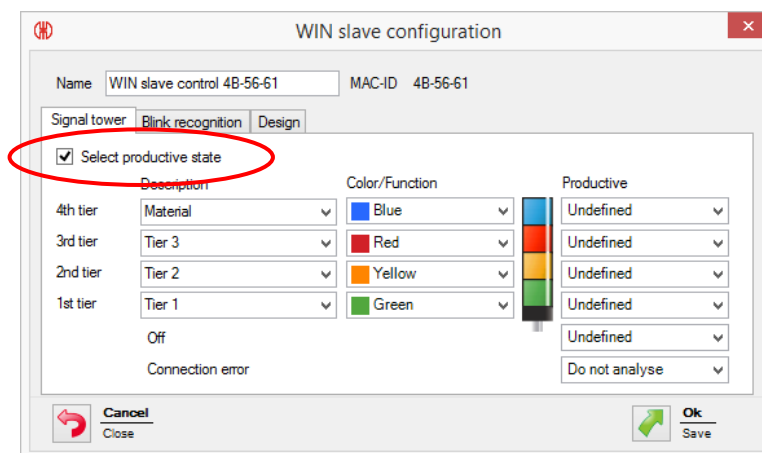 WIN slave configuration
Name WIN slave control 4B-56-61 MAC-ID 4B-56-61
Signal tower Blink recognition Design
Select productive state
Description Color/Function Productive
4th tier Material Blue Undefined
3rd tier Tier 3 Red Undefined
2nd tier Tier 2 Yellow Undefined
1st tier Tier 1 Green Undefined
Off Undefined
Connection error Do not analyse
Cancel Ok
Close Save